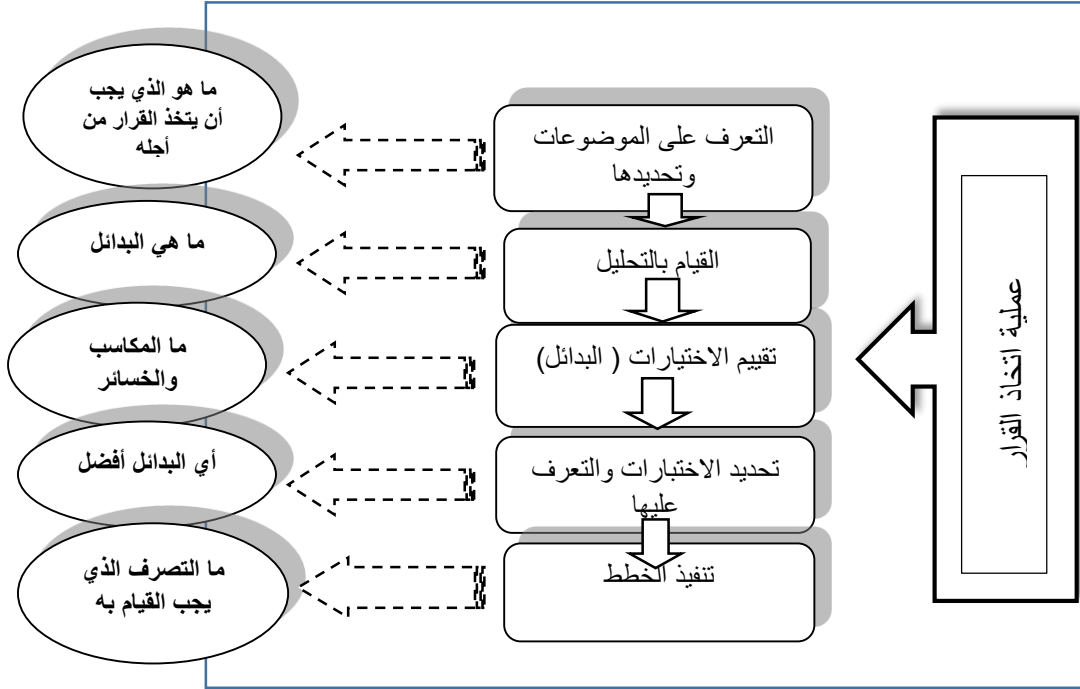 عملية اتخاذ القرار
التعرف على الموضوعات
وتحديدها
ما هو الذي يجب
أن يتخذ القرار من
أجله
القيام بالتحليل
ما هي البدائل
تقييم الاختيارات ( البدائل)
ما المكاسب
والخسائر
تحديد الاختبارات والتعرف
عليها
أي البدائل أفضل
تنفيذ الخطط
ما التصرف الذي
يجب القيام به